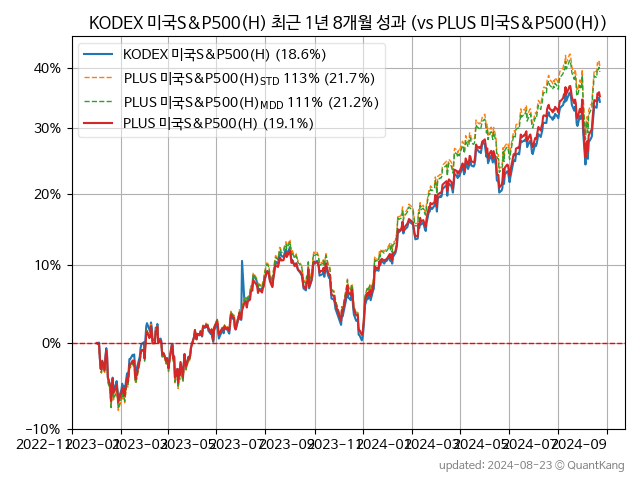 KODEX 미국S&P500(H) 최근 1년 8개월 성과 (vs PLUS 미국S&P500(H))
KODEX 미국S&P500(H) (18.6%)
PLUS 미국S&P500(H)STD 113% (21.7%)
PLUS 미국S&P500(H)MDD 111% (21.2%)
PLUS 미국S&P500(H) (19.1%)
40%
30%
20%
10%
0%
-10%
2022-11 2023-01 2023-03 2023-05 2023-07 2023-09 2023-11 2024-01 2024-03 2024-05 2024-07 2024-09
updated: 2024-08-23 © QuantKang